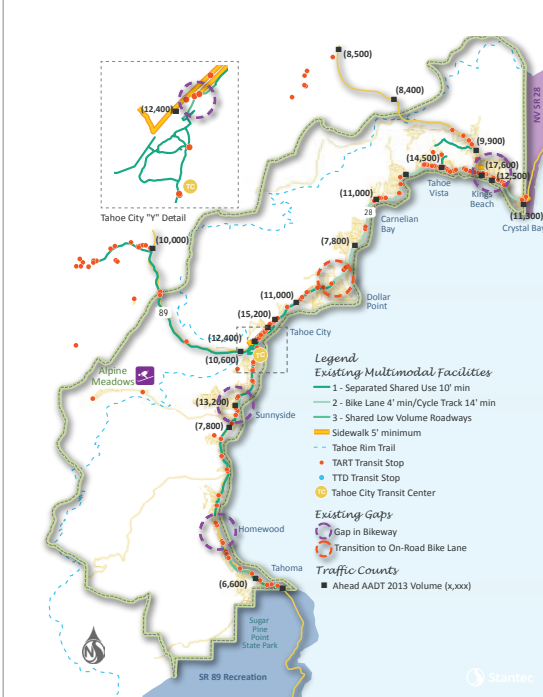 (8,500)
(8,400)
NV SR 28
(12,400)
TC
Tahoe City "Y" Detail
(9,900)
(14,500)
(17,600)
(12,500)
Tahoe
Vista
Kings
Beach
(11,000)
(11,300)
Crystal Bay
28
Carnelian
Bay
(10,000)
(7,800)
(11,000)
Dollar
Point
89
(15,200)
Tahoe City
(12,400)
(10,600)
TC
Alpine
Meadows
(13,200)
Sunnyside
(7,800)
Homewood
Tahoma
(6,600)
Sugar
Pine
Point
State Park
SR 89 Recreation
N
Legend
Existing Multimodal Facilities
1 - Separated Shared Use 10' min
2 - Bike Lane 4' min/Cycle Track 14' min
3 - Shared Low Volume Roadways
Sidewalk 5' minimum
Tahoe Rim Trail
TART Transit Stop
TTD Transit Stop
TC Tahoe City Transit Center
Existing Gaps
Gap in Bikeway
Transition to On-Road Bike Lane
Traffic Counts
Ahead AADT 2013 Volume (x,xxx)
Stantec